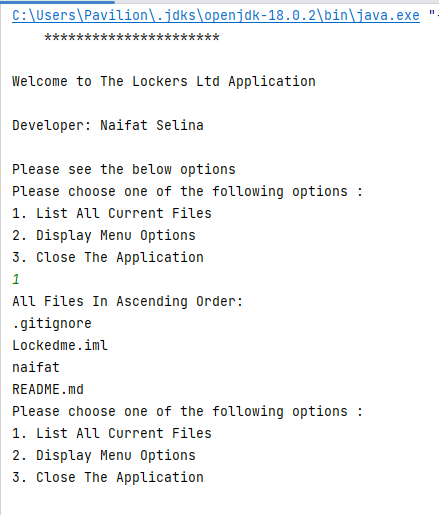 C:\Users\Pavilion\.jdks\openjdk-18.0.2\bin\java.exe "-
**********************
Welcome to The Lockers Ltd Application
Developer: Naifat Selina
Please see the below options
Please choose one of the following options :
1. List All Current Files
2. Display Menu Options
3. Close The Application
1
All Files In Ascending Order:
.gitignore
Lockedme.iml
naifat
README.md
Please choose one of the following options :
1. List All Current Files
2. Display Menu Options
3. Close The Application